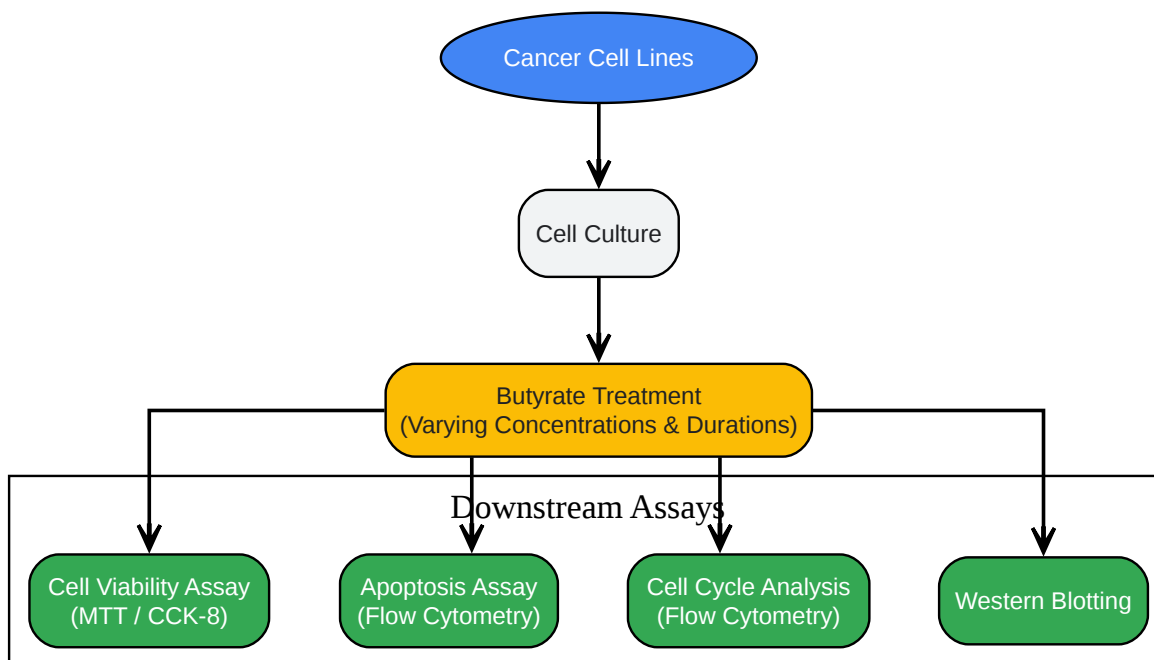 Cancer Cell Lines
Cell Culture
Butyrate Treatment
(Varying Concentrations & Durations)
Downstream Assays
Cell Viability Assay
(MTT / CCK-8)
Apoptosis Assay
(Flow Cytometry)
Cell Cycle Analysis
(Flow Cytometry)
Western Blotting